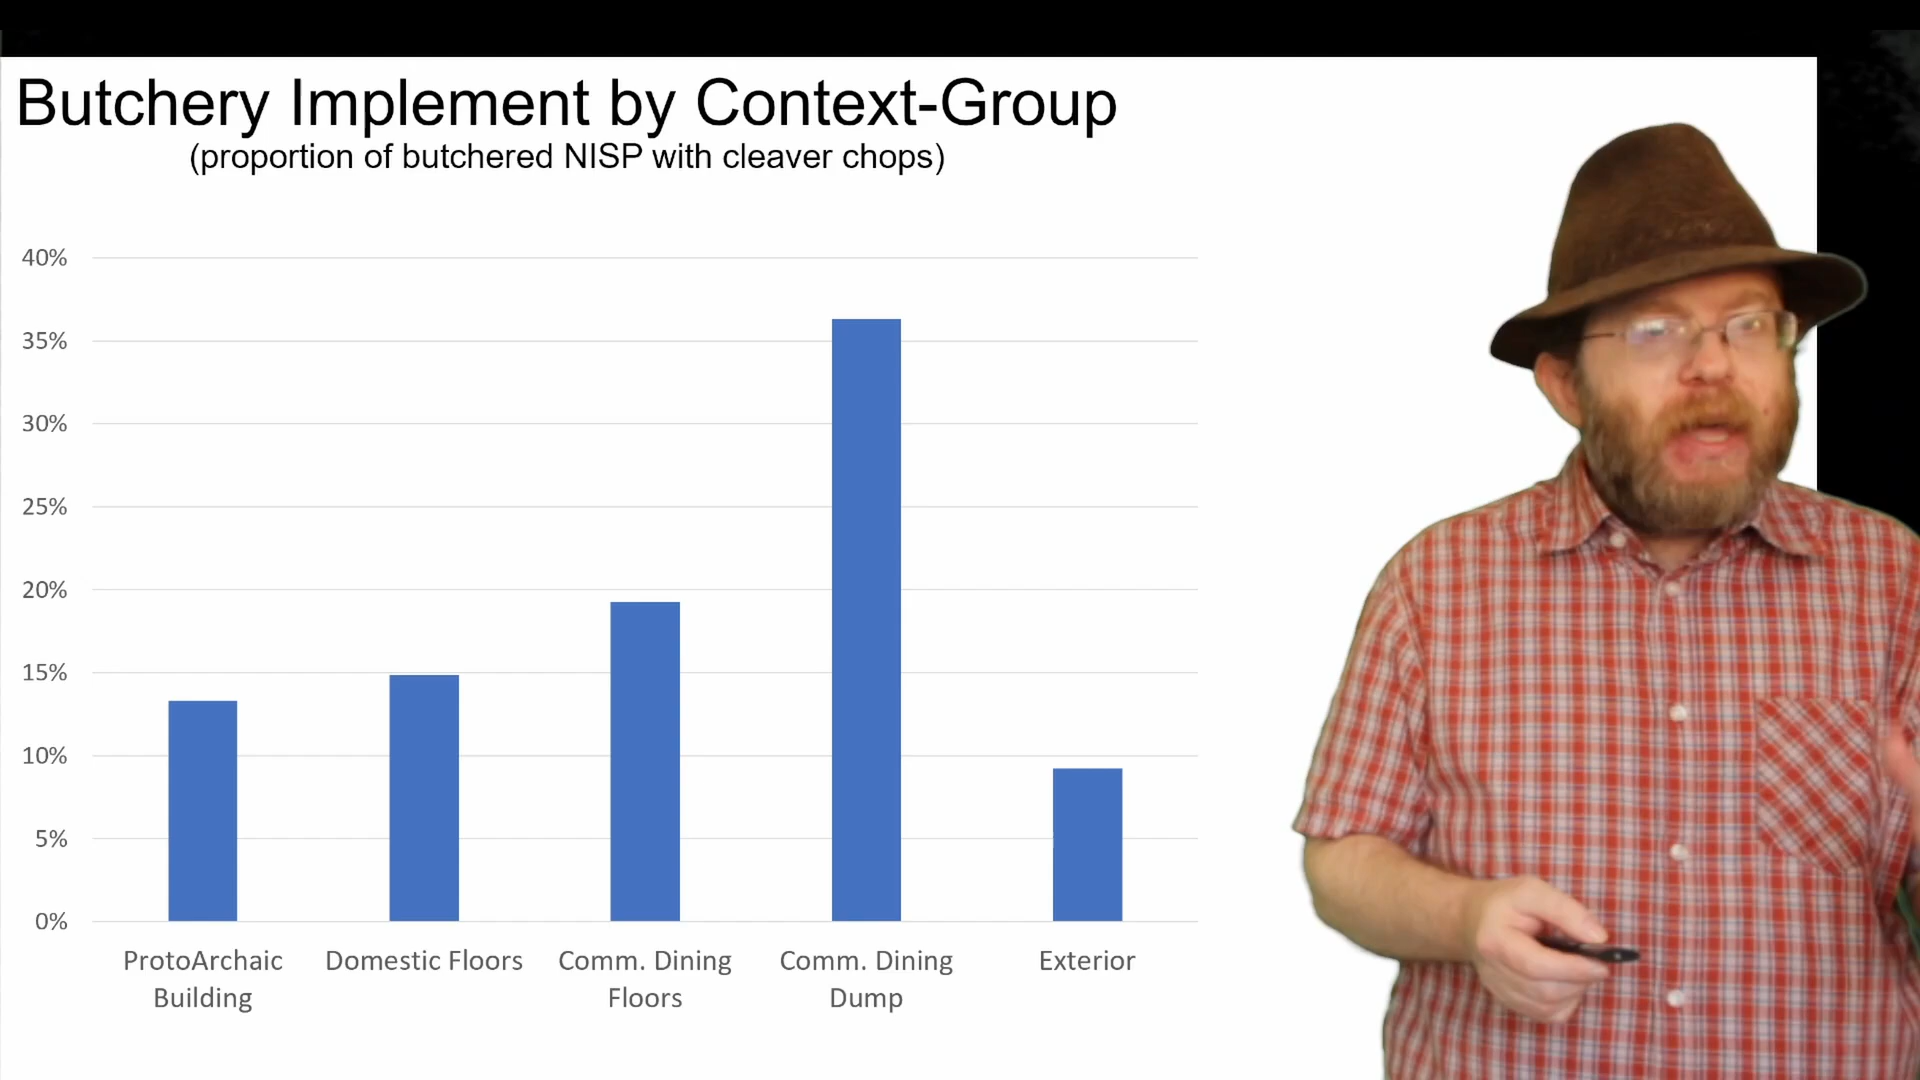 Butchery Implement by Context-Group
(proportion of butchered NISP with cleaver chops)
40%
35%
30%
25%
20%
15%
10%
5%
0%
ProtoArchaic Building
Domestic Floors
Comm. Dining Floors
Comm. Dining Dump
Exterior